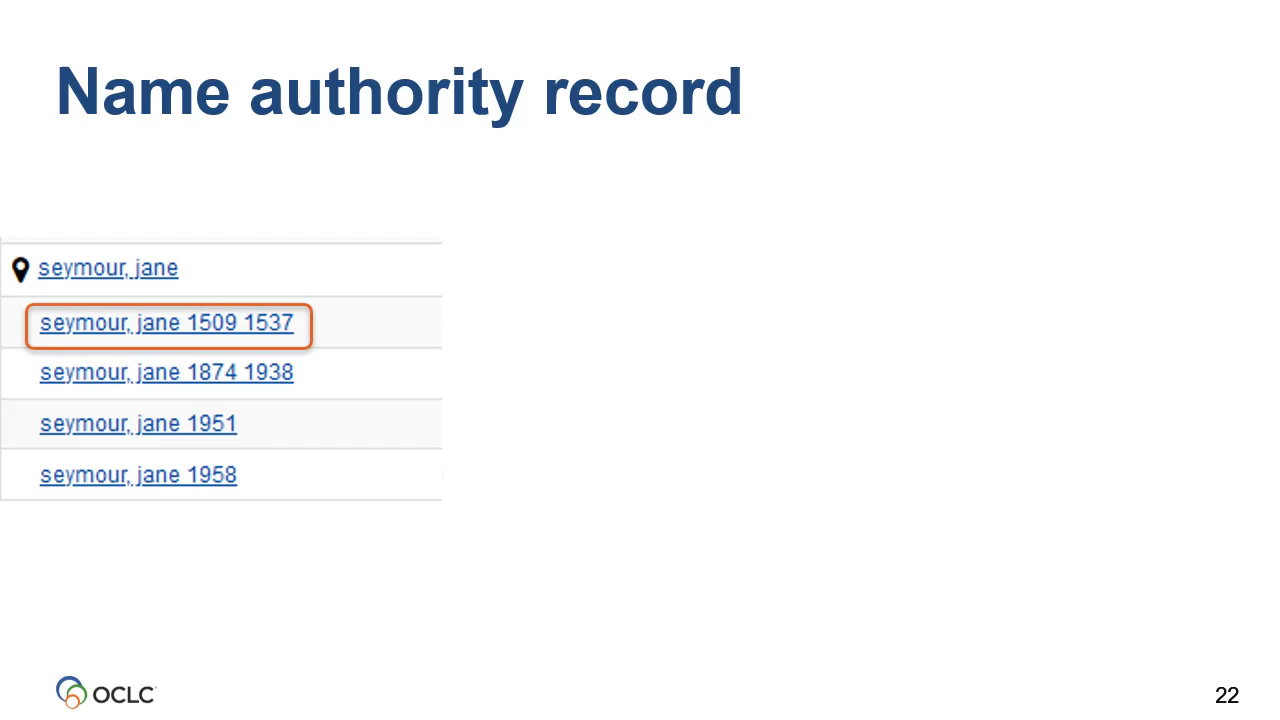 Name authority record
seymour, jane
seymour, jane 1509 1537
seymour, jane 1874 1938
seymour, jane 1951
seymour, jane 1958
OCLC
22